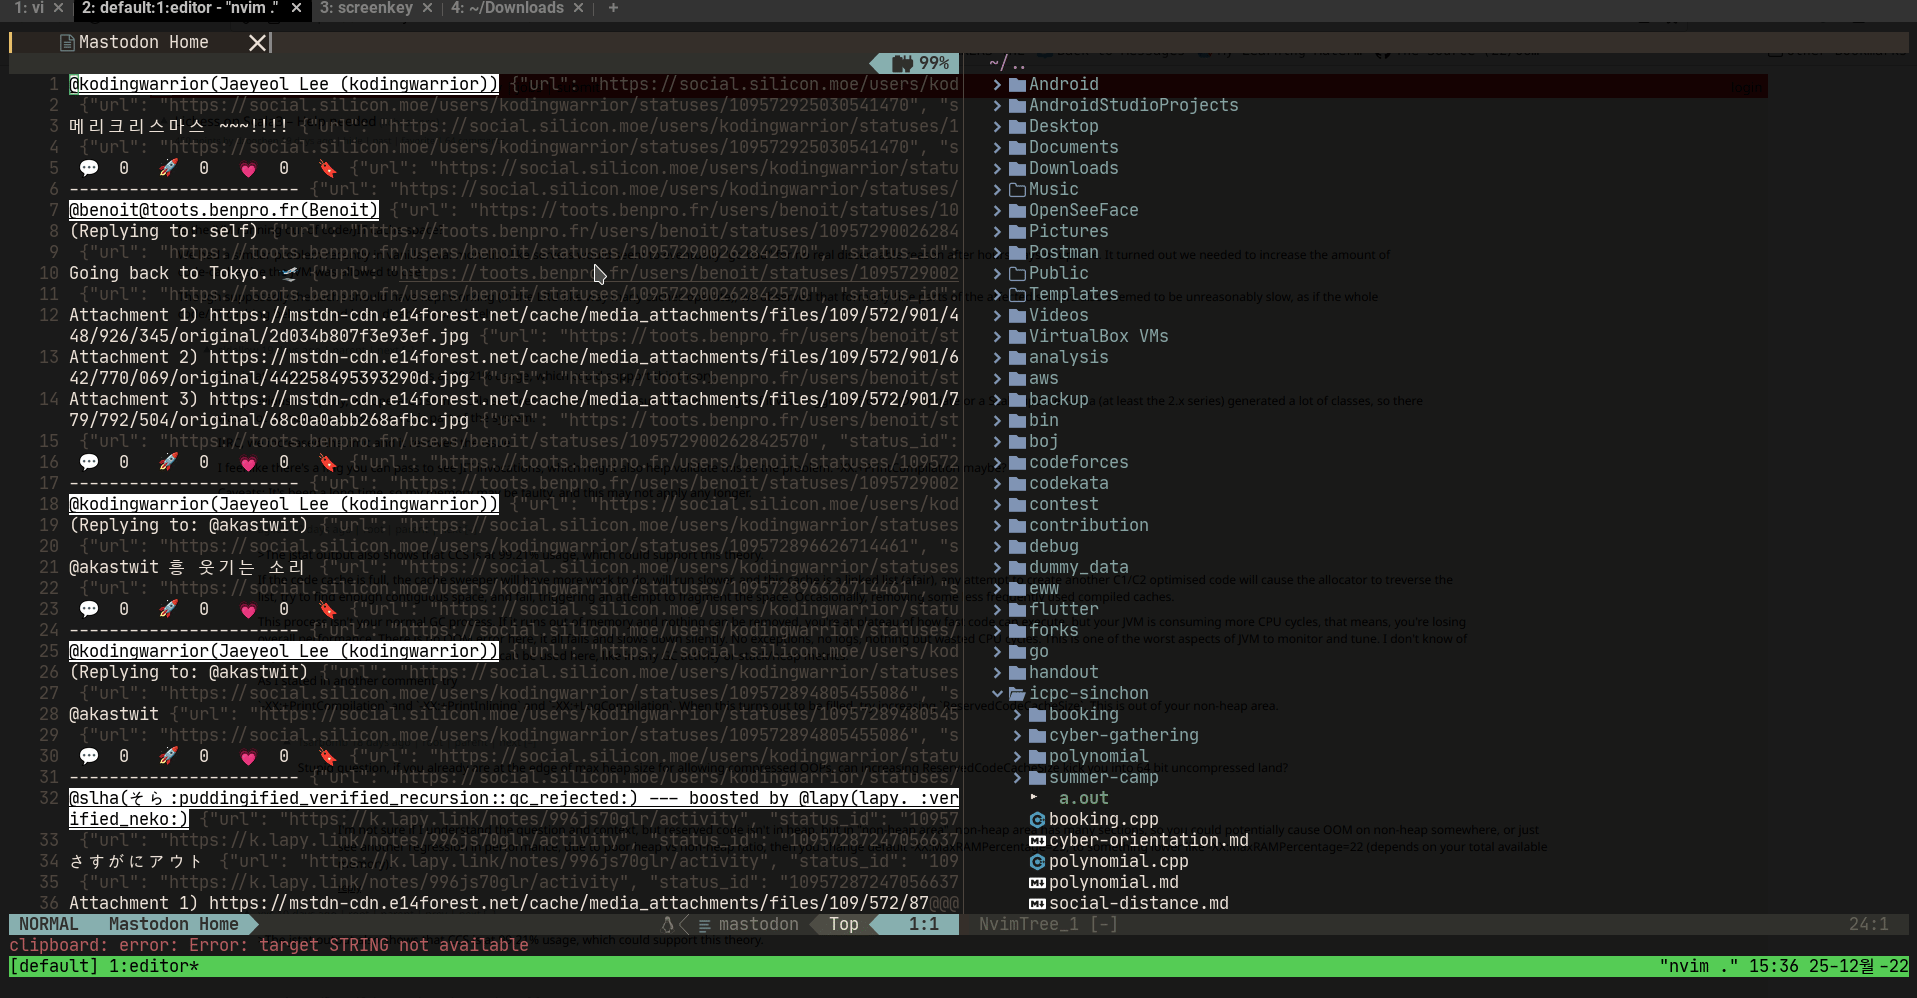 1: vi ✕ 2: default:1:editor - "nvim ." ✕ 3: screenkey ✕ 4: ~/Downloads ✕ +
Mastodon Home
99%
1 @kodingwarrior(Jaeyeol Lee (kodingwarrior)) {"url": "https://social.silicon.moe/users/kod
2 {"url": "https://social.silicon.moe/users/kodingwarrior/statuses/109572925030541470", "s
3 메리크리스마스 ~~~!!!! {"url": "https://social.silicon.moe/users/kodingwarrior/statuses/1
4 {"url": "https://social.silicon.moe/users/kodingwarrior/statuses/109572925030541470", "s
5 💬 0 🚀 0 💗 0 🔖 {"url": "https://social.silicon.moe/users/kodingwarrior/statu
6 ----------------------- {"url": "https://social.silicon.moe/users/kodingwarrior/statuses/
7 @benoit@toots.benpro.fr(Benoit) {"url": "https://toots.benpro.fr/users/benoit/statuses/10
8 (Replying to: self) {"url": "https://toots.benpro.fr/users/benoit/statuses/10957290026284
9 {"url": "https://toots.benpro.fr/users/benoit/statuses/109572900262842570", "status_id":
10 Going back to Tokyo. 🛫 {"url": "https://toots.benpro.fr/users/benoit/statuses/1095729002
11 {"url": "https://toots.benpro.fr/users/benoit/statuses/109572900262842570", "status_id":
12 Attachment 1) https://mstdn-cdn.e14forest.net/cache/media_attachments/files/109/572/901/4
48/926/345/original/2d034b807f3e93ef.jpg {"url": "https://toots.benpro.fr/users/benoit/st
13 Attachment 2) https://mstdn-cdn.e14forest.net/cache/media_attachments/files/109/572/901/6
42/770/069/original/442258495393290d.jpg {"url": "https://toots.benpro.fr/users/benoit/st
14 Attachment 3) https://mstdn-cdn.e14forest.net/cache/media_attachments/files/109/572/901/7
79/792/504/original/68c0a0abb268afbc.jpg {"url": "https://toots.benpro.fr/users/benoit/st
15 {"url": "https://toots.benpro.fr/users/benoit/statuses/109572900262842570", "status_id":
16 💬 0 🚀 0 💗 0 🔖 {"url": "https://toots.benpro.fr/users/benoit/statuses/109572
17 ----------------------- {"url": "https://toots.benpro.fr/users/benoit/statuses/1095729002
18 @kodingwarrior(Jaeyeol Lee (kodingwarrior)) {"url": "https://social.silicon.moe/users/kod
19 (Replying to: @akastwit) {"url": "https://social.silicon.moe/users/kodingwarrior/statuses
20 {"url": "https://social.silicon.moe/users/kodingwarrior/statuses/109572896626714461", "s
21 @akastwit 흥 웃기는 소리 {"url": "https://social.silicon.moe/users/kodingwarrior/statuses/
22 {"url": "https://social.silicon.moe/users/kodingwarrior/statuses/109572896626714461", "s
23 💬 0 🚀 0 💗 0 🔖 {"url": "https://social.silicon.moe/users/kodingwarrior/statu
24 ----------------------- {"url": "https://social.silicon.moe/users/kodingwarrior/statuses/
25 @kodingwarrior(Jaeyeol Lee (kodingwarrior)) {"url": "https://social.silicon.moe/users/kod
26 (Replying to: @akastwit) {"url": "https://social.silicon.moe/users/kodingwarrior/statuses
27 {"url": "https://social.silicon.moe/users/kodingwarrior/statuses/109572894805455086", "s
28 @akastwit {"url": "https://social.silicon.moe/users/kodingwarrior/statuses/10957289480545
29 {"url": "https://social.silicon.moe/users/kodingwarrior/statuses/109572894805455086", "s
30 💬 0 🚀 0 💗 0 🔖 {"url": "https://social.silicon.moe/users/kodingwarrior/statu
31 ----------------------- {"url": "https://social.silicon.moe/users/kodingwarrior/statuses/
32 @slha(そら:puddingified_verified_recursion::qc_rejected:) --- boosted by @lapy(lapy. :ver
ified_neko:) {"url": "https://k.lapy.link/notes/996js70glr/activity", "status_id": "10957
33 {"url": "https://k.lapy.link/notes/996js70glr/activity", "status_id": "10957287247056637
34 さすがにアウト {"url": "https://k.lapy.link/notes/996js70glr/activity", "status_id": "109
35 {"url": "https://k.lapy.link/notes/996js70glr/activity", "status_id": "10957287247056637
36 Attachment 1) https://mstdn-cdn.e14forest.net/cache/media_attachments/files/109/572/87@@@
NORMAL Mastodon Home mastodon Top 1:1
~/..
Android
AndroidStudioProjects
Desktop
Documents
Downloads
Music
OpenSeeFace
Pictures
Postman
Public
Templates
Videos
VirtualBox VMs
analysis
aws
backup
bin
boj
codeforces
codekata
contest
contribution
debug
dummy_data
eww
flutter
forks
go
handout
icpc-sinchon
booking
cyber-gathering
polynomial
summer-camp
a.out
booking.cpp
cyber-orientation.md
polynomial.cpp
polynomial.md
social-distance.md
NvimTree_1 [-] 24:1
clipboard: error: Error: target STRING not available
[default] 1:editor* "nvim ." 15:36 25-12월-22